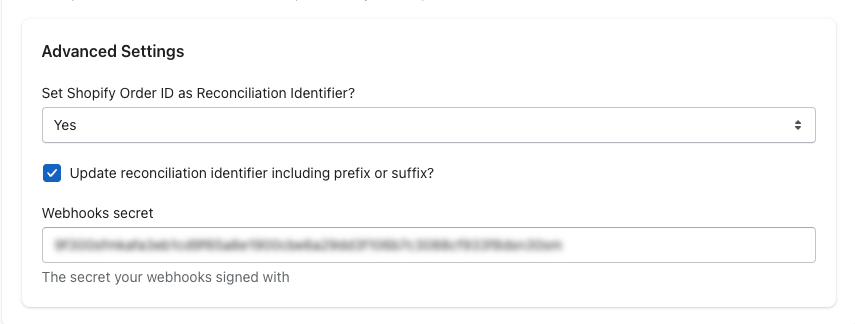 Advanced Settings
Set Shopify Order ID as Reconciliation Identifier?
Yes
Update reconciliation identifier including prefix or suffix?
Webhooks secret
The secret your webhooks signed with